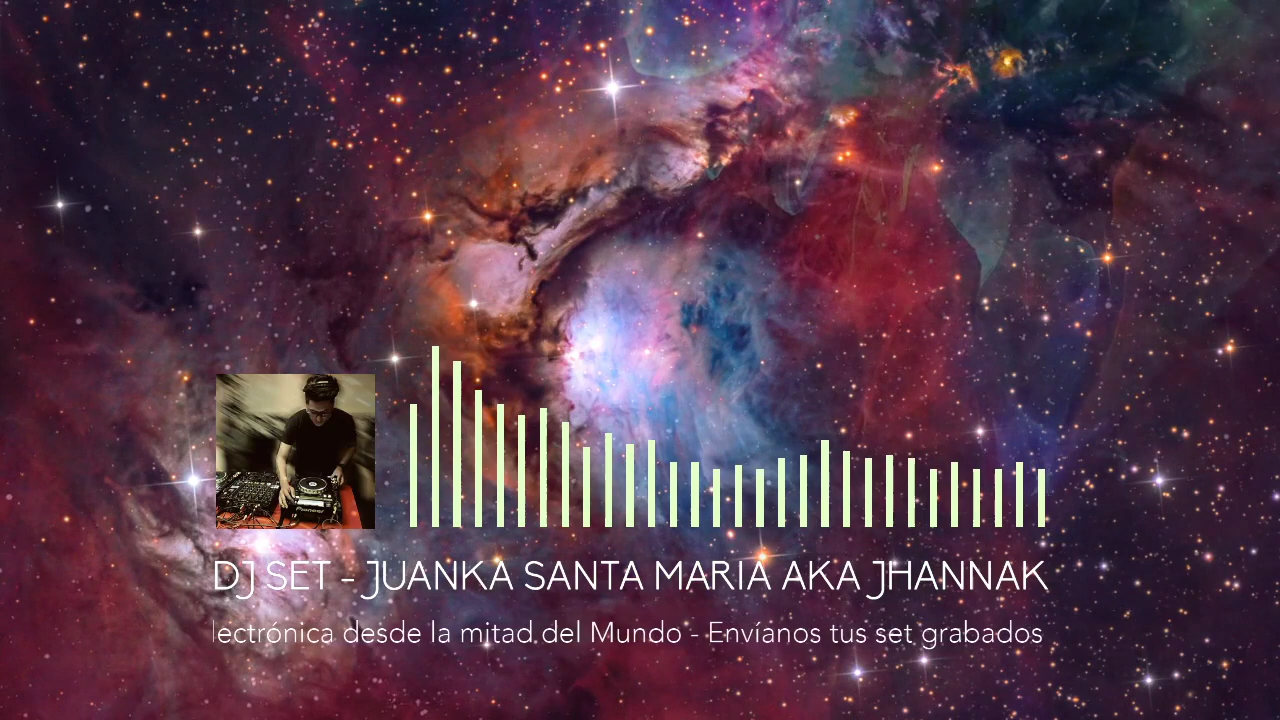 DJ SET - JUANKA SANTA MARIA AKA JHANNAK
lectrónica desde la mitad del Mundo - Envíanos tus set grabados